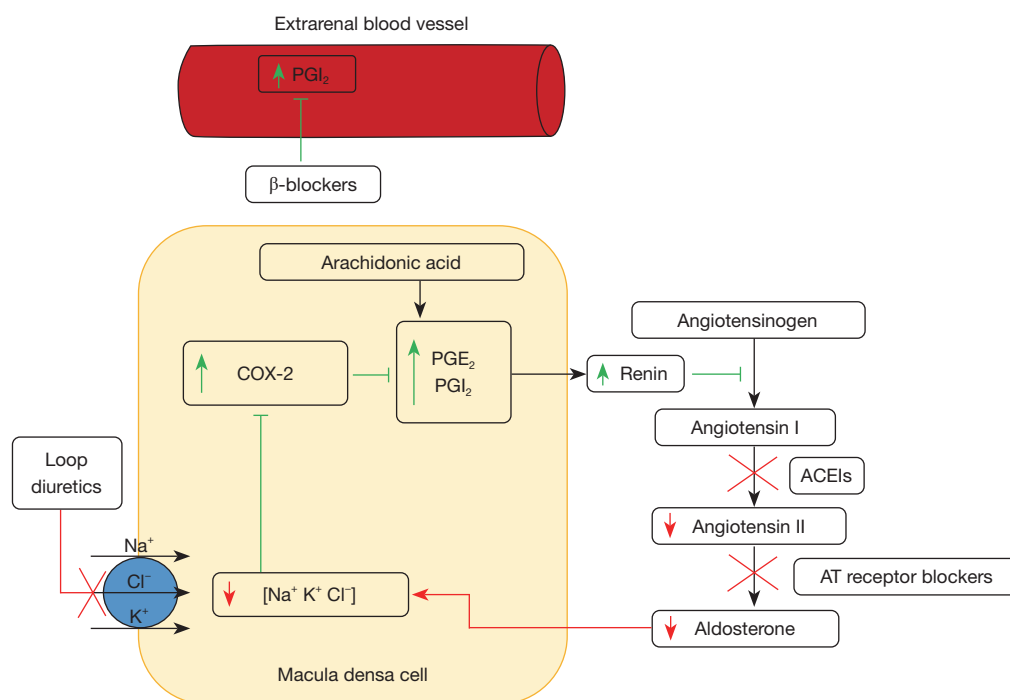 Extrarenal blood vessel
PGI₂
β-blockers
Arachidonic acid
Angiotensinogen
COX-2
PGE₂
PGI₂
Renin
Angiotensin I
Loop
diuretics
ACEIs
Angiotensin II
Na⁺
Cl⁻
K⁺
[Na⁺ K⁺ Cl⁻]
AT receptor blockers
Aldosterone
Macula densa cell